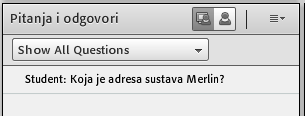 Pitanja i odgovori
Show All Questions
Student: Koja je adresa sustava Merlin?